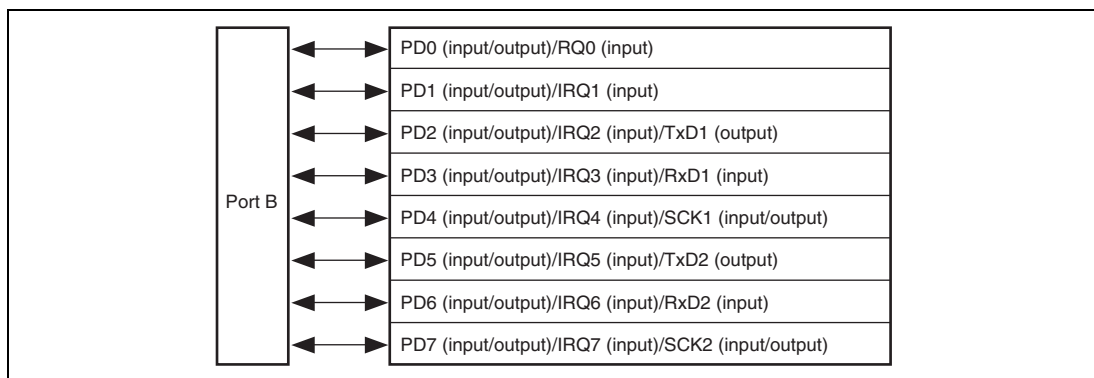 Port B
PD0 (input/output)/RQ0 (input)
PD1 (input/output)/IRQ1 (input)
PD2 (input/output)/IRQ2 (input)/TxD1 (output)
PD3 (input/output)/IRQ3 (input)/RxD1 (input)
PD4 (input/output)/IRQ4 (input)/SCK1 (input/output)
PD5 (input/output)/IRQ5 (input)/TxD2 (output)
PD6 (input/output)/IRQ6 (input)/RxD2 (input)
PD7 (input/output)/IRQ7 (input)/SCK2 (input/output)